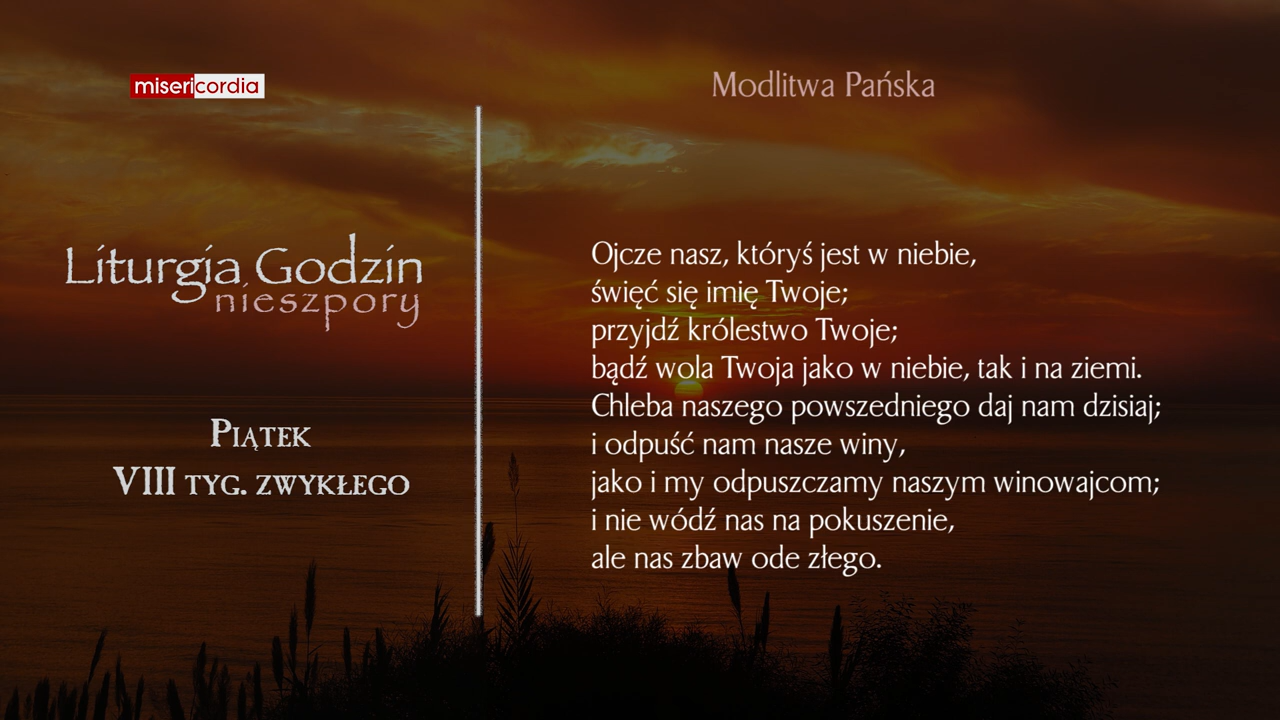 misericordia
Liturgia Godzin
nieszpory
Piątek
VIII tyg. zwykłego
Modlitwa Pańska
Ojcze nasz, któryś jest w niebie,
święć się imię Twoje;
przyjdź królestwo Twoje;
bądź wola Twoja jako w niebie, tak i na ziemi.
Chleba naszego powszedniego daj nam dzisiaj;
i odpuść nam nasze winy,
jako i my odpuszczamy naszym winowajcom;
i nie wódź nas na pokuszenie,
ale nas zbaw ode złego.